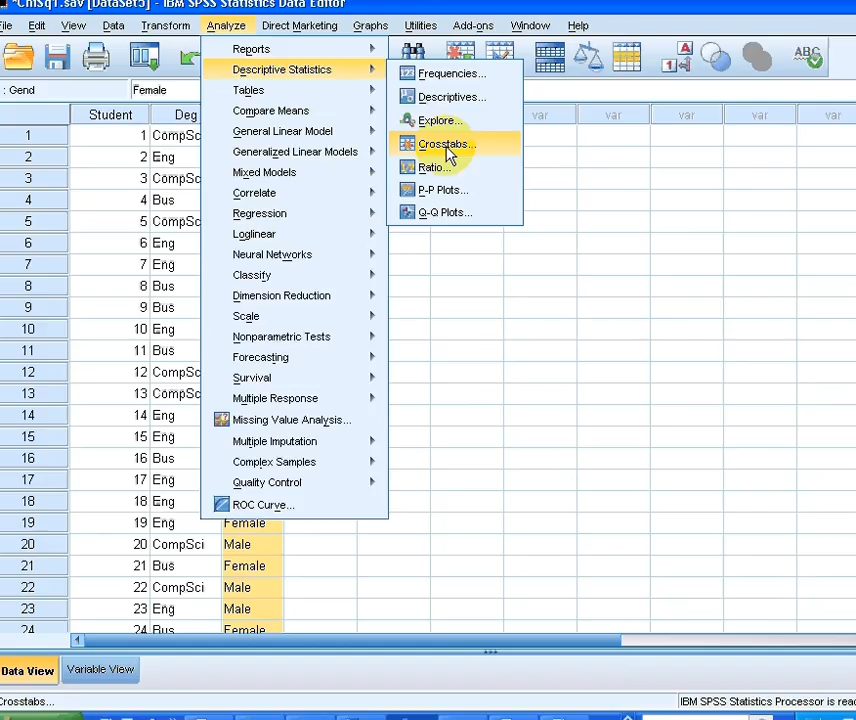 *ChiSq1.sav [DataSet5] - IBM SPSS Statistics Data Editor
File Edit View Data Transform Analyze Direct Marketing Graphs Utilities Add-ons Window Help
: Gend Female
Student Deg var var var var var
Reports
Descriptive Statistics
Tables
Compare Means
General Linear Model
Generalized Linear Models
Mixed Models
Correlate
Regression
Loglinear
Neural Networks
Classify
Dimension Reduction
Scale
Nonparametric Tests
Forecasting
Survival
Multiple Response
Missing Value Analysis...
Multiple Imputation
Complex Samples
Quality Control
ROC Curve...
Frequencies...
Descriptives...
Explore...
Crosstabs...
Ratio...
P-P Plots...
Q-Q Plots...
1 1 CompSc
2 2 Eng
3 3 CompSc
4 4 Bus
5 5 CompSc
6 6 Eng
7 7 Eng
8 8 Bus
9 9 Bus
10 10 Eng
11 11 Bus
12 12 CompSc
13 13 CompSc
14 14 Eng
15 15 Eng
16 16 Bus
17 17 Eng
18 18 Eng
19 19 Eng Female
20 20 CompSci Male
21 21 Bus Female
22 22 CompSci Male
23 23 Eng Male
24 24 Bus Female
Data View Variable View
Crosstabs... IBM SPSS Statistics Processor is rea